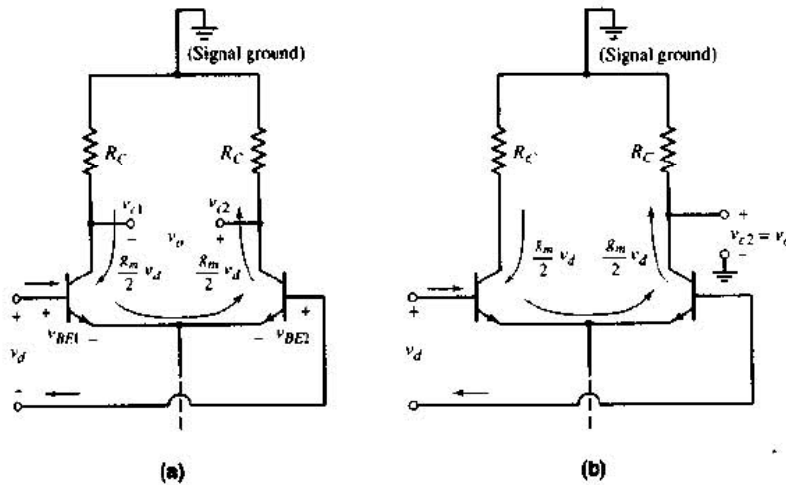 (Signal ground)
R_C
R_C
v_c1
v_c2
−
v_o
+
g_m/2 v_d
g_m/2 v_d
+
+
v_BE1
−
−
+
v_BE2
v_d
-
(a)
(Signal ground)
R_C
R_C
+
v_c2 =
−
g_m/2 v_d
g_m/2 v_d
+
v_d
(b)